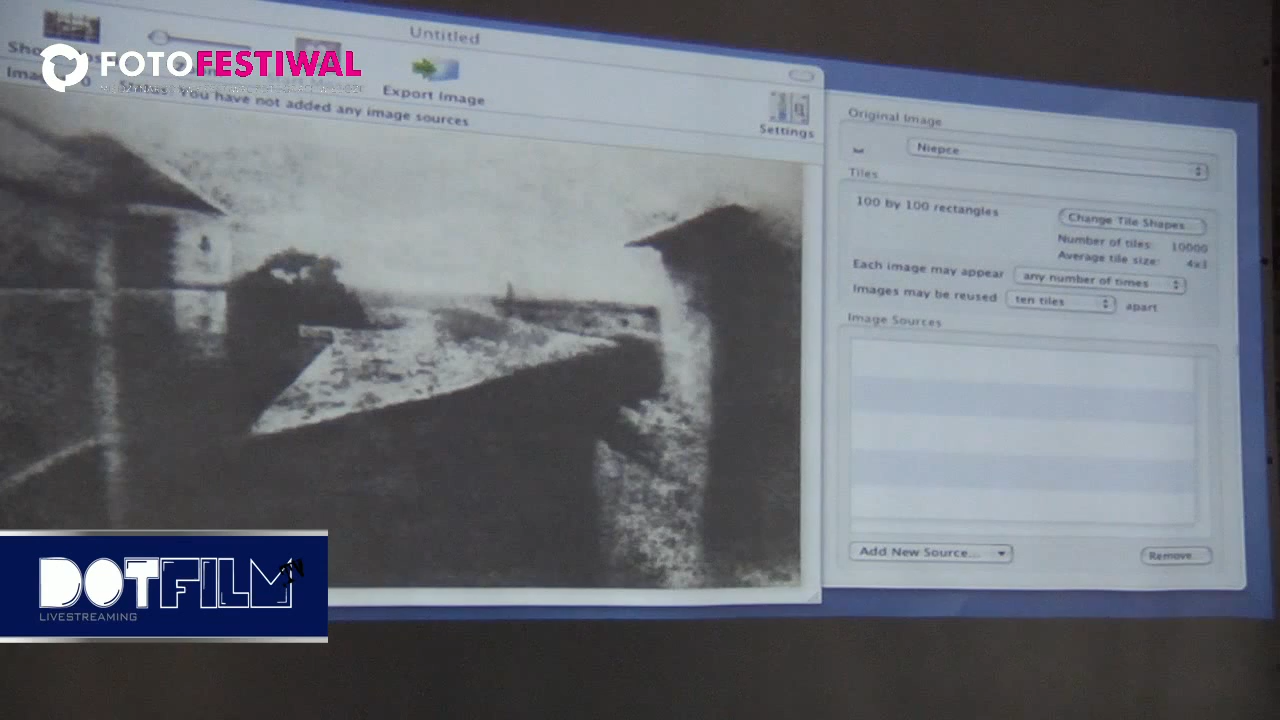 Untitled
FOTOFESTIWAL
Export Image
You have not added any image sources
Settings
Original Image
Niepce
Tiles
100 by 100 rectangles
Change Tile Shapes...
Number of tiles: 10000
Average tile size: 4x3
Each image may appear any number of times
Images may be reused ten tiles apart
Image Sources
Add New Source...
Remove
DOTFILM
LIVESTREAMING